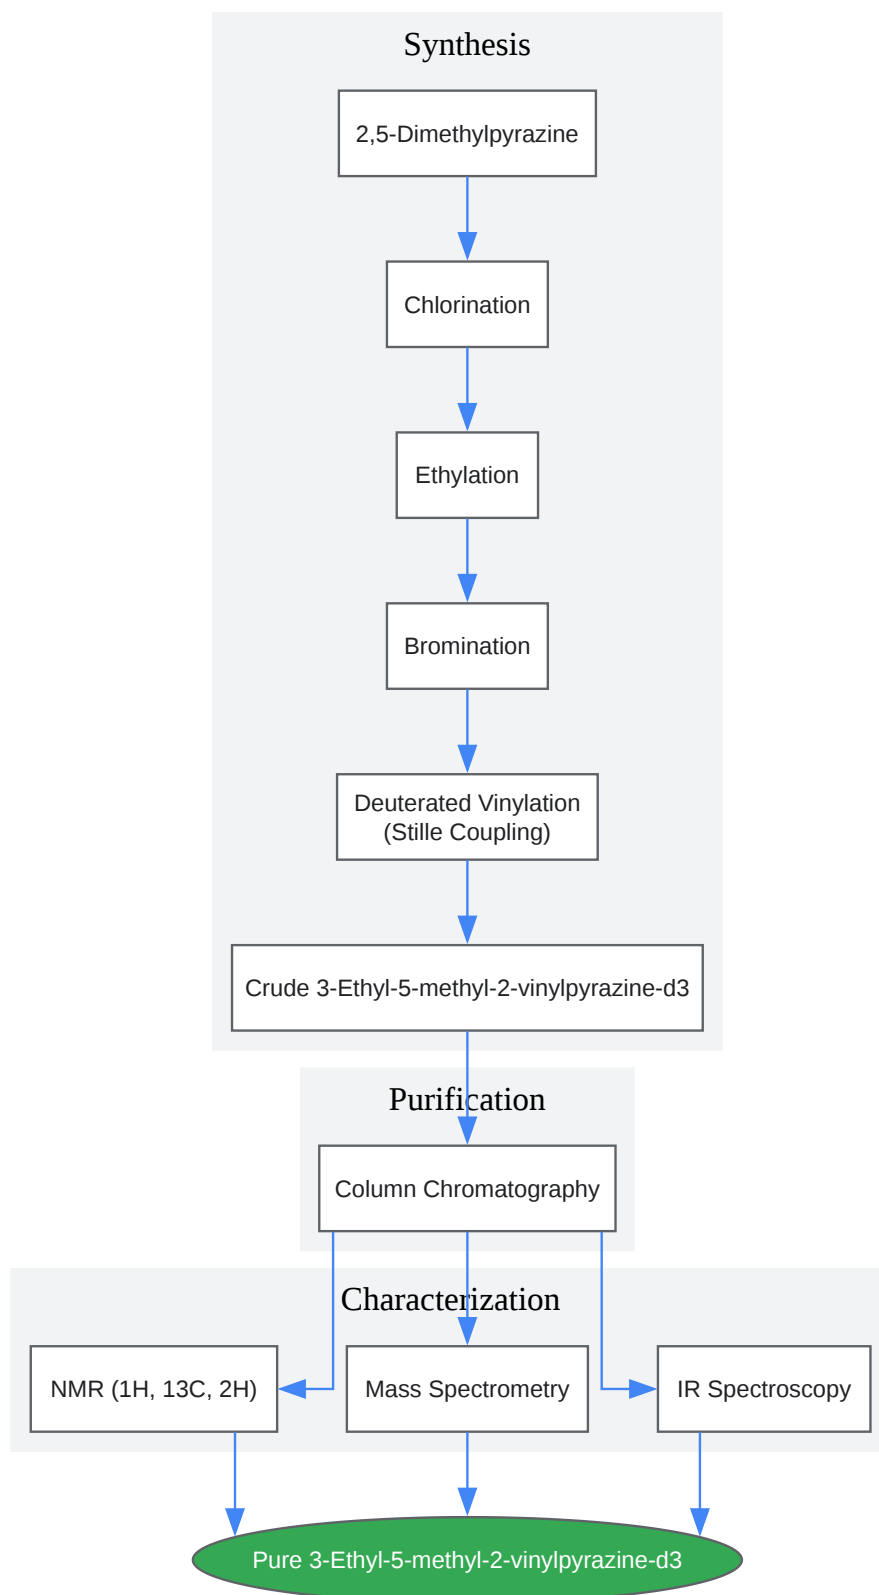 Synthesis
2,5-Dimethylpyrazine
Chlorination
Ethylation
Bromination
Deuterated Vinylation
(Stille Coupling)
Crude 3-Ethyl-5-methyl-2-vinylpyrazine-d3
Purification
Column Chromatography
Characterization
NMR (1H, 13C, 2H)
Mass Spectrometry
IR Spectroscopy
Pure 3-Ethyl-5-methyl-2-vinylpyrazine-d3